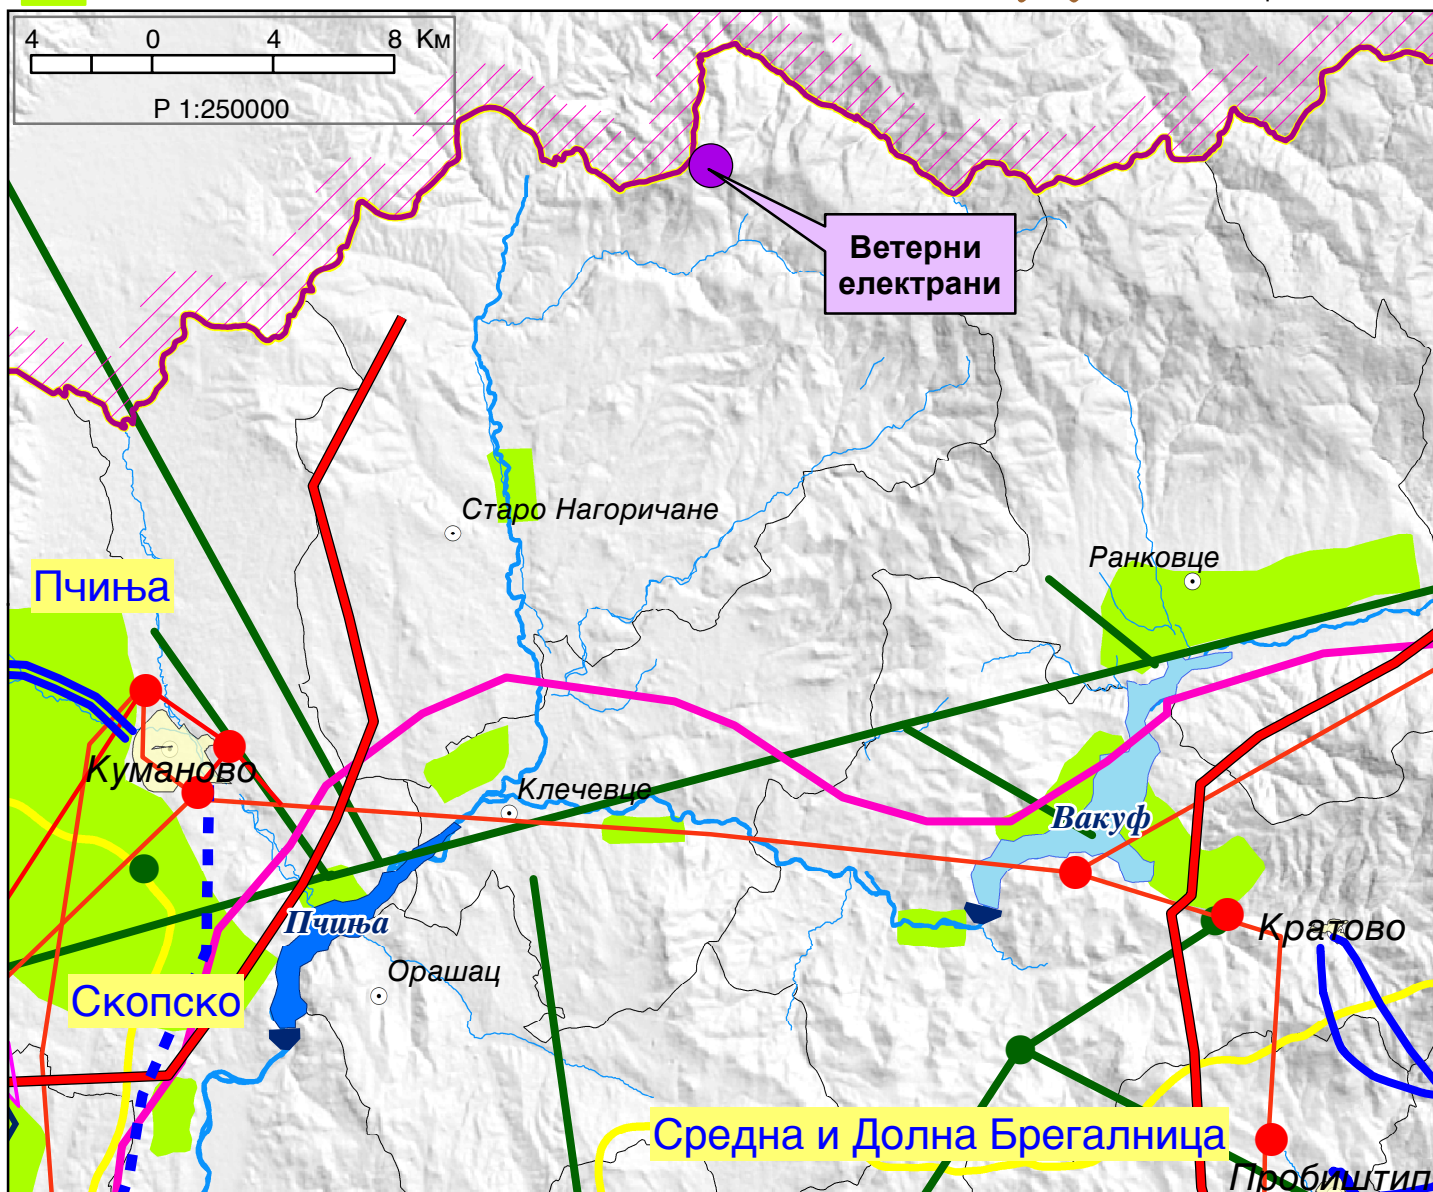 4 0 4 8 Км
Р 1:250000
Ветерни
електрани
Старо Нагоричане
Ранковце
Пчиња
Куманово
Клечевце
Вакуф
Пчиња
Кратово
Орашац
Скопско
Средна и Долна Брегалница
Пробиштип